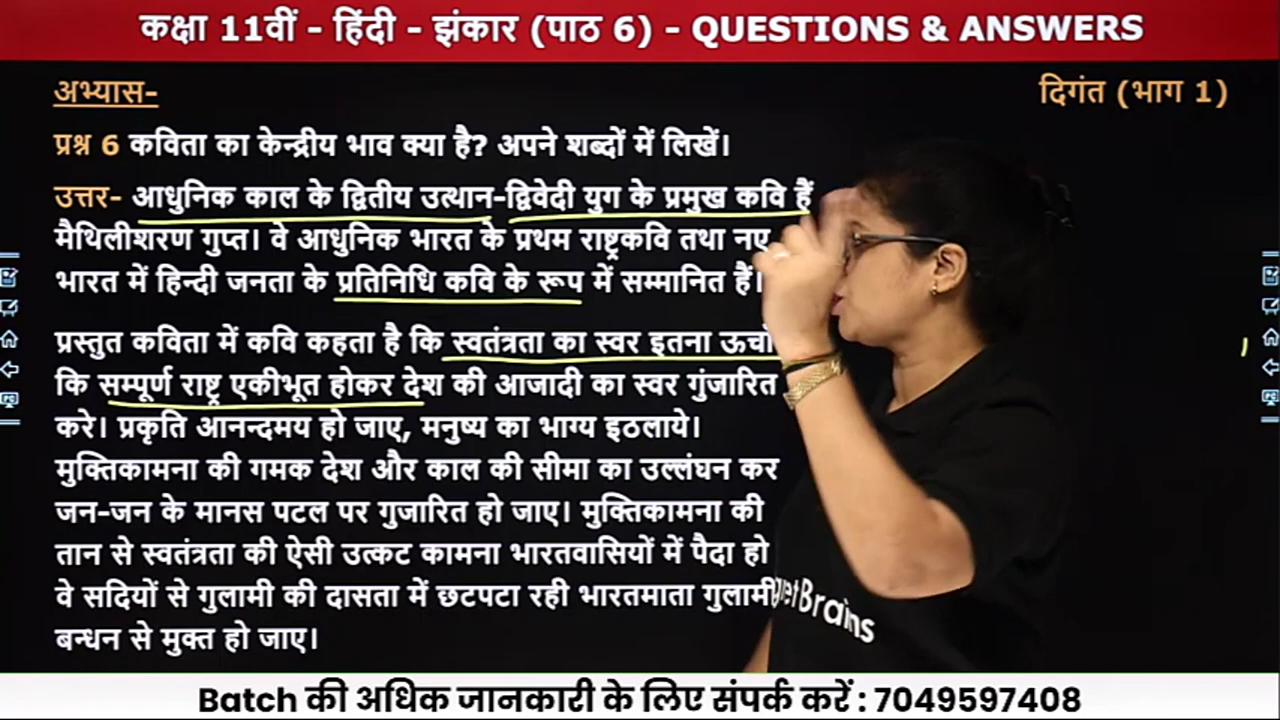 कक्षा 11वीं - हिंदी - झंकार (पाठ 6) - QUESTIONS & ANSWERS
अभ्यास-
दिगंत (भाग 1)
प्रश्न 6 कविता का केन्द्रीय भाव क्या है? अपने शब्दों में लिखें।
उत्तर- आधुनिक काल के द्वितीय उत्थान-द्विवेदी युग के प्रमुख कवि हैं
मैथिलीशरण गुप्त। वे आधुनिक भारत के प्रथम राष्ट्रकवि तथा नए
भारत में हिन्दी जनता के प्रतिनिधि कवि के रूप में सम्मानित हैं।
प्रस्तुत कविता में कवि कहता है कि स्वतंत्रता का स्वर इतना
कि सम्पूर्ण राष्ट्र एकीभूत होकर देश की आजादी का स्वर गुंजारित
करे। प्रकृति आनन्दमय हो जाए, मनुष्य का भाग्य इठलाये।
मुक्तिकामना की गमक देश और काल की सीमा का उल्लंघन कर
जन-जन के मानस पटल पर गुजारित हो जाए। मुक्तिकामना की
तान से स्वतंत्रता की ऐसी उत्कट कामना भारतवासियों में पैदा हो
वे सदियों से गुलामी की दासता में छटपटा रही भारतमाता गुलामी
बन्धन से मुक्त हो जाए।
Brains
Batch की अधिक जानकारी के लिए संपर्क करें : 7049597408